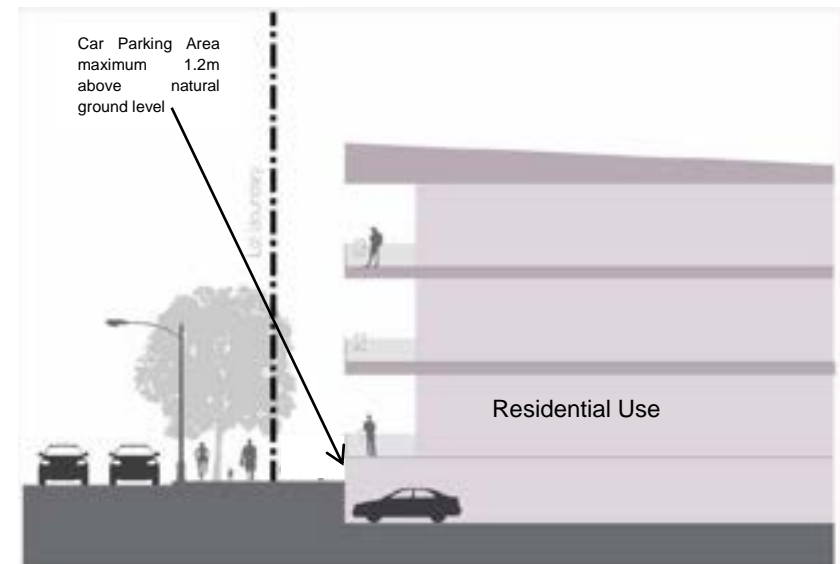 Car Parking Area
maximum 1.2m
above natural
ground level
Lot Boundary
Residential Use